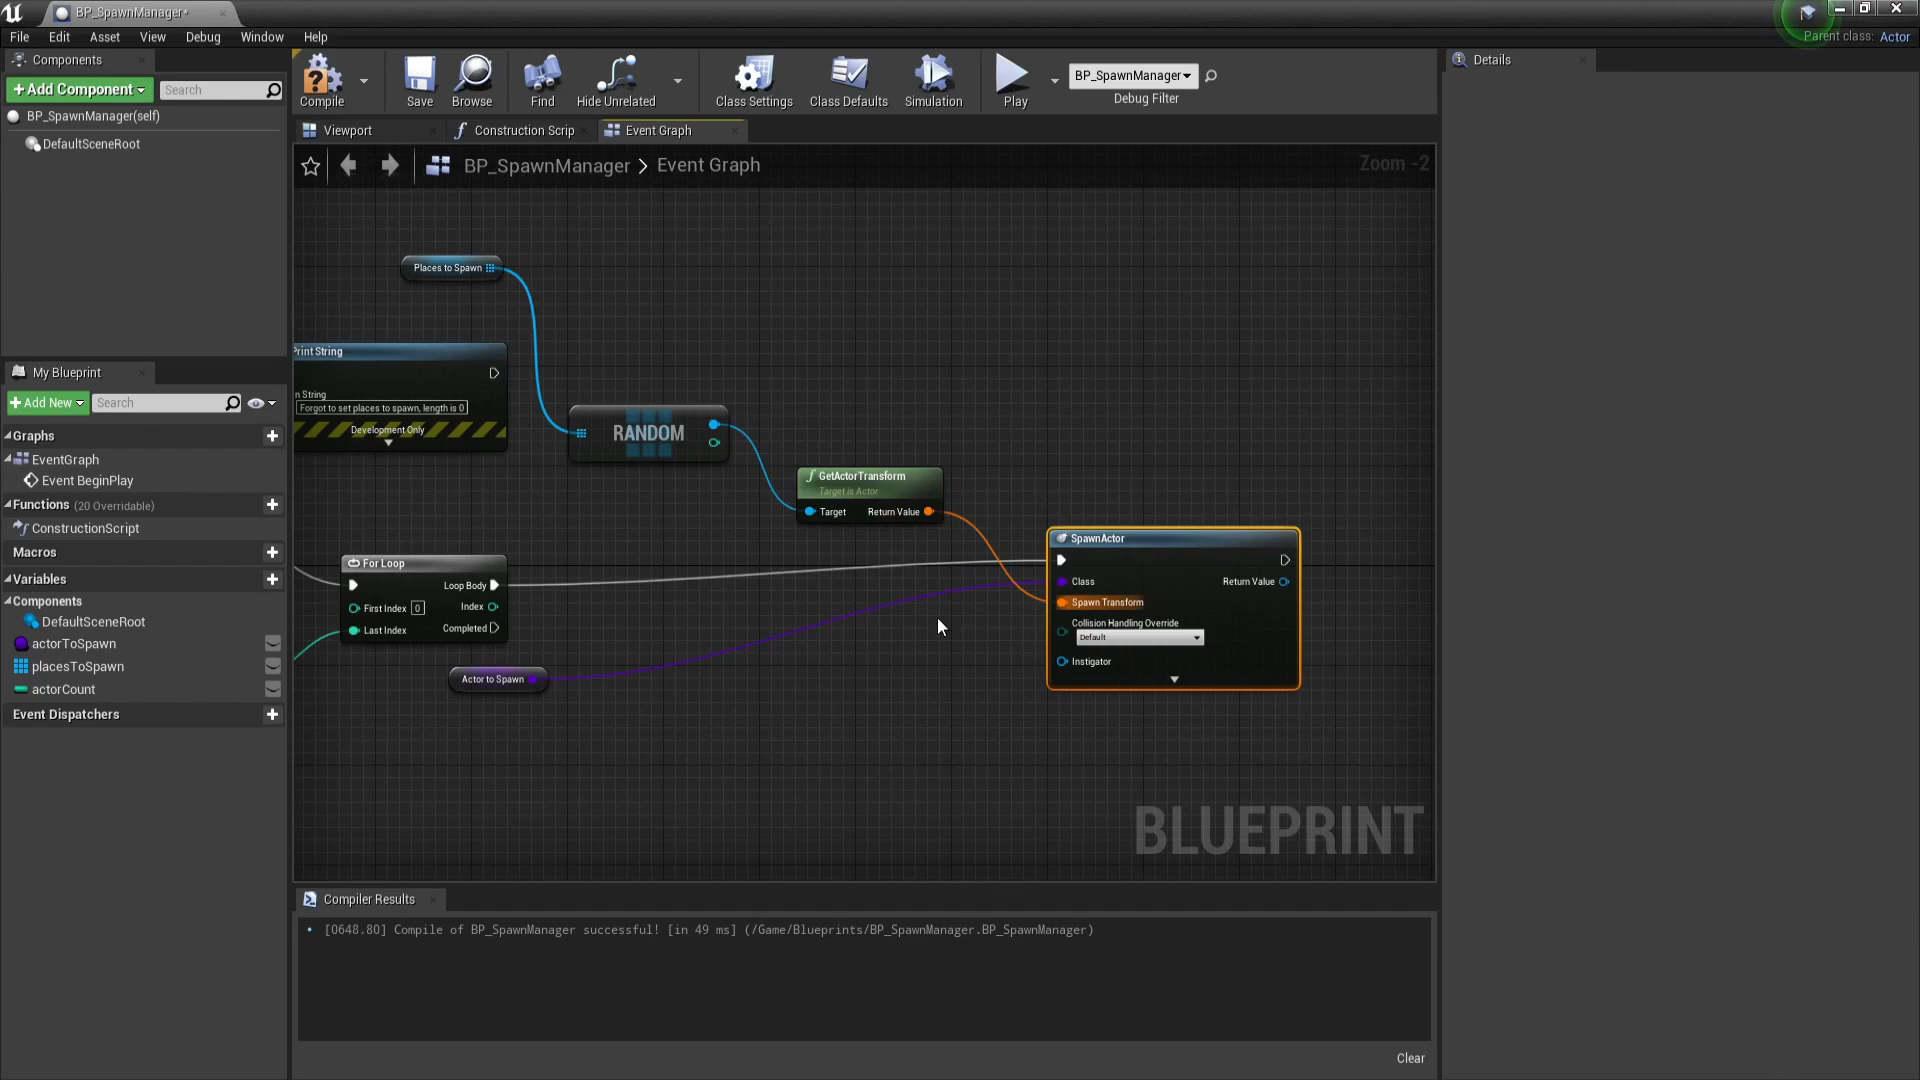 BP_SpawnManager*
File Edit Asset View Debug Window Help
Parent class: Actor
Components
+Add Component
Search
BP_SpawnManager(self)
DefaultSceneRoot
Compile
Save
Browse
Find
Hide Unrelated
Class Settings
Class Defaults
Simulation
Play
BP_SpawnManager
Debug Filter
Details
Viewport
Construction Scrip
Event Graph
BP_SpawnManager > Event Graph
Zoom -2
My Blueprint
+Add New
Search
Graphs
EventGraph
Event BeginPlay
Functions (20 Overridable)
ConstructionScript
Macros
Variables
Components
DefaultSceneRoot
actorToSpawn
placesToSpawn
actorCount
Event Dispatchers
Places to Spawn
Print String
n String
Forgot to set places to spawn, length is 0
Development Only
RANDOM
GetActorTransform
Target is Actor
Target
Return Value
For Loop
Loop Body
First Index 0
Index
Last Index
Completed
Actor to Spawn
SpawnActor
Class
Return Value
Spawn Transform
Collision Handling Override
Default
Instigator
BLUEPRINT
Compiler Results
[0648.80] Compile of BP_SpawnManager successful! [in 49 ms] (/Game/Blueprints/BP_SpawnManager.BP_SpawnManager)
Clear